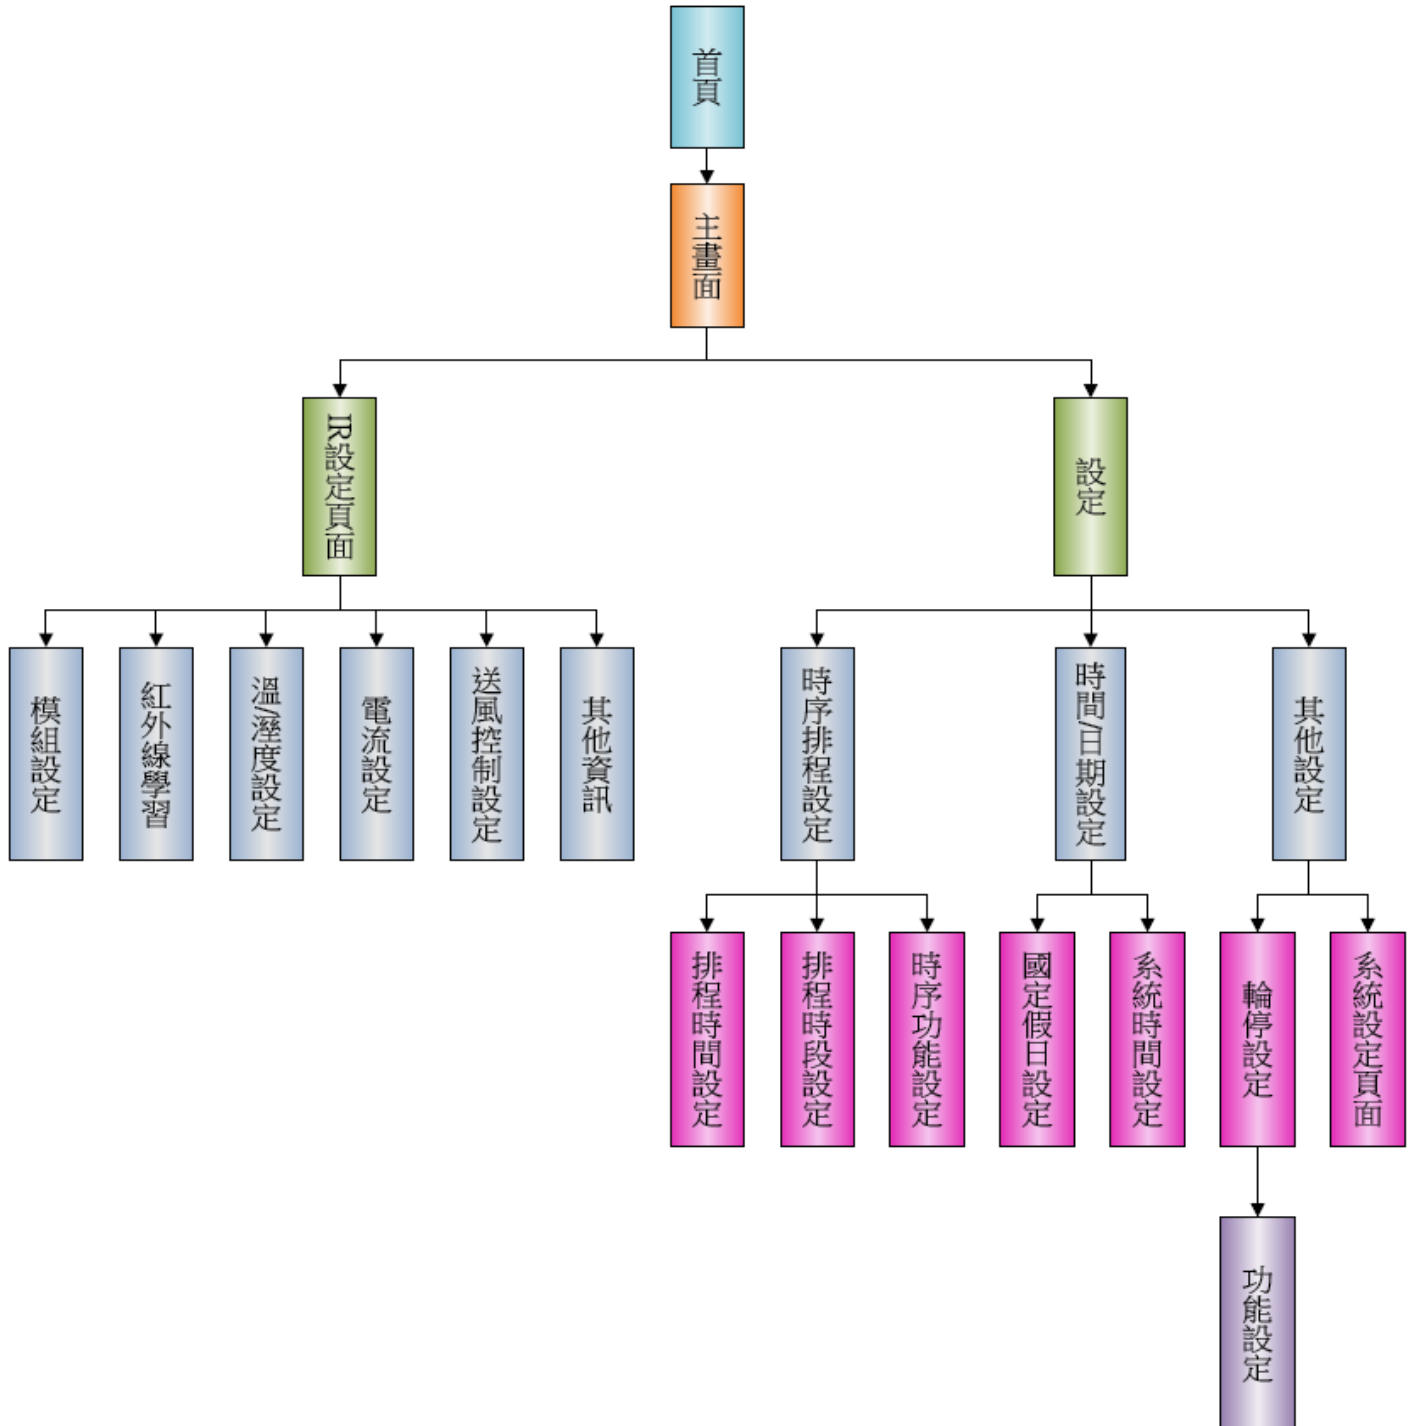 首頁
主畫面
IR設定頁面
設定
模組設定
紅外線學習
溫/溼度設定
電流設定
送風控制設定
其他資訊
時序排程設定
時間/日期設定
其他設定
排程時間設定
排程時段設定
時序功能設定
國定假日設定
系統時間設定
輪停設定
系統設定頁面
功能設定